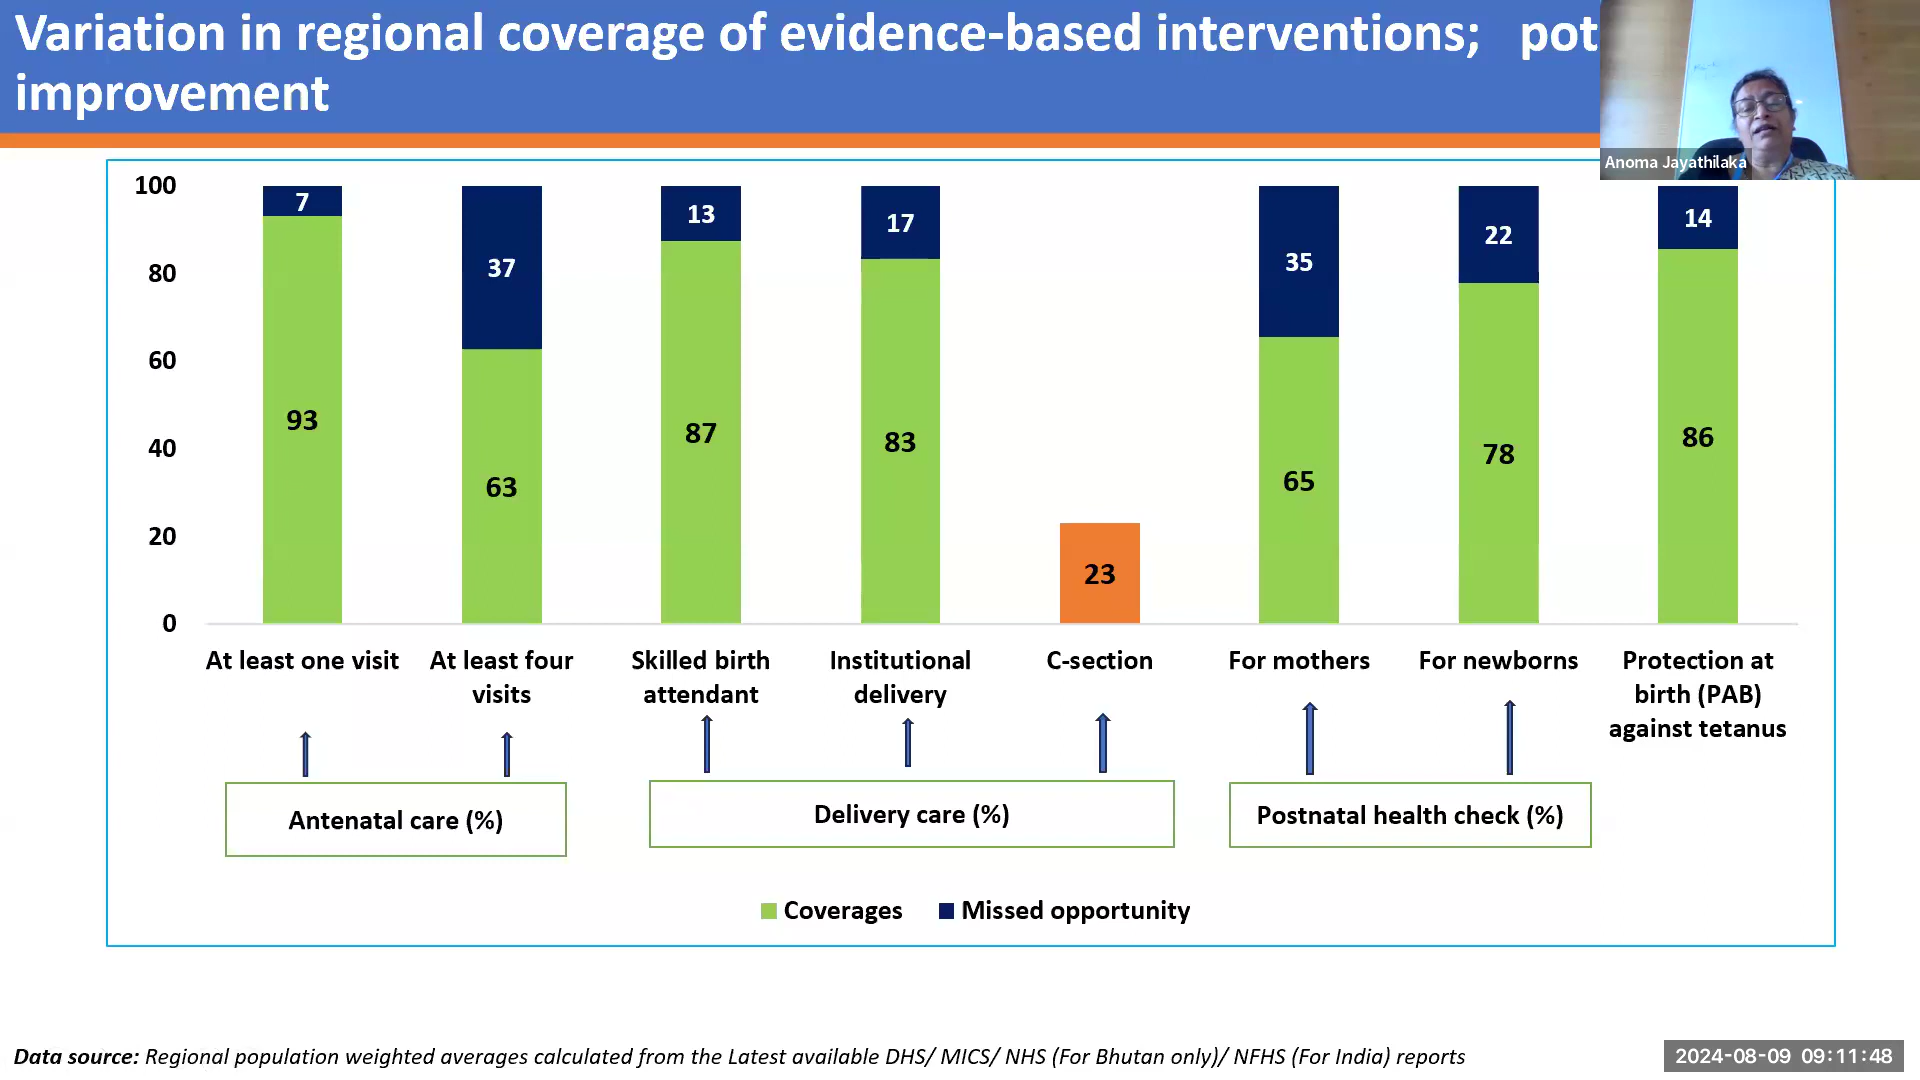 Variation in regional coverage of evidence-based interventions; pot
improvement
Anoma Jayathilaka
100
80
60
40
20
0
7
37
13
17
35
22
14
93
63
87
83
23
65
78
86
At least one visit
At least four
visits
Skilled birth
attendant
Institutional
delivery
C-section
For mothers
For newborns
Protection at
birth (PAB)
against tetanus
Antenatal care (%)
Delivery care (%)
Postnatal health check (%)
Coverages
Missed opportunity
Data source: Regional population weighted averages calculated from the Latest available DHS/ MICS/ NHS (For Bhutan only)/ NFHS (For India) reports
2024-08-09 09:11:48